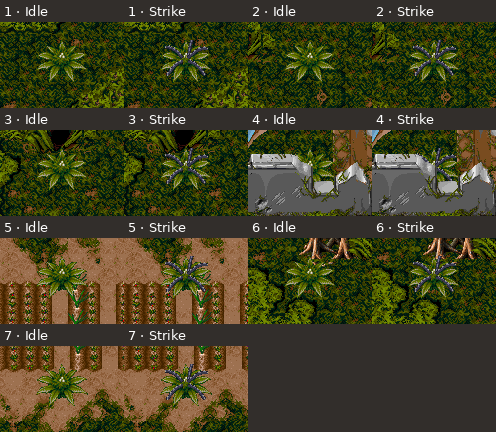 1 · Idle
1 · Strike
2 · Idle
2 · Strike
3 · Idle
3 · Strike
4 · Idle
4 · Strike
5 · Idle
5 · Strike
6 · Idle
6 · Strike
7 · Idle
7 · Strike